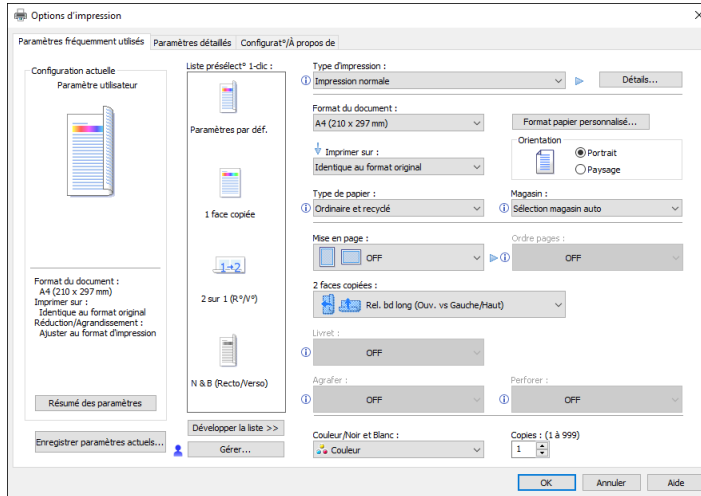 Options d'impression
Paramètres fréquemment utilisés
Paramètres détaillés
Configurat°/À propos de
Configuration actuelle
Paramètre utilisateur
Format du document :
A4 (210 x 297 mm)
Imprimer sur :
Identique au format original
Réduction/Agrandissement :
Ajuster au format d'impression
Résumé des paramètres
Enregistrer paramètres actuels...
Liste présélect° 1-clic :
Paramètres par déf.
1 face copiée
1→2
2 sur 1 (R°/V°)
N & B (Recto/Verso)
Développer la liste >>
Gérer...
Type d'impression :
Impression normale
Détails...
Format du document :
A4 (210 x 297 mm)
Format papier personnalisé...
Imprimer sur :
Identique au format original
Orientation
Portrait
Paysage
Type de papier :
Ordinaire et recyclé
Magasin :
Sélection magasin auto
Mise en page :
OFF
Ordre pages :
OFF
2 faces copiées :
Rel. bd long (Ouv. vs Gauche/Haut)
Livret :
OFF
Agrafer :
OFF
Perforer :
OFF
Couleur/Noir et Blanc :
Couleur
Copies : (1 à 999)
1
OK
Annuler
Aide